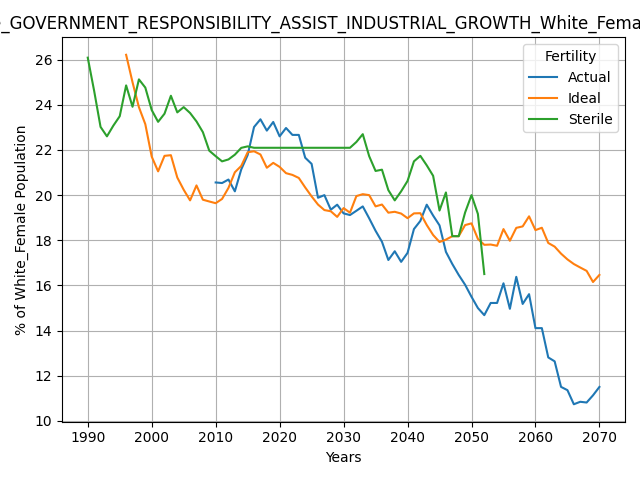 _GOVERNMENT_RESPONSIBILITY_ASSIST_INDUSTRIAL_GROWTH_White_Fema
Fertility
Actual
Ideal
Sterile
% of White_Female Population
26
24
22
20
18
16
14
12
10
1990 2000 2010 2020 2030 2040 2050 2060 2070
Years